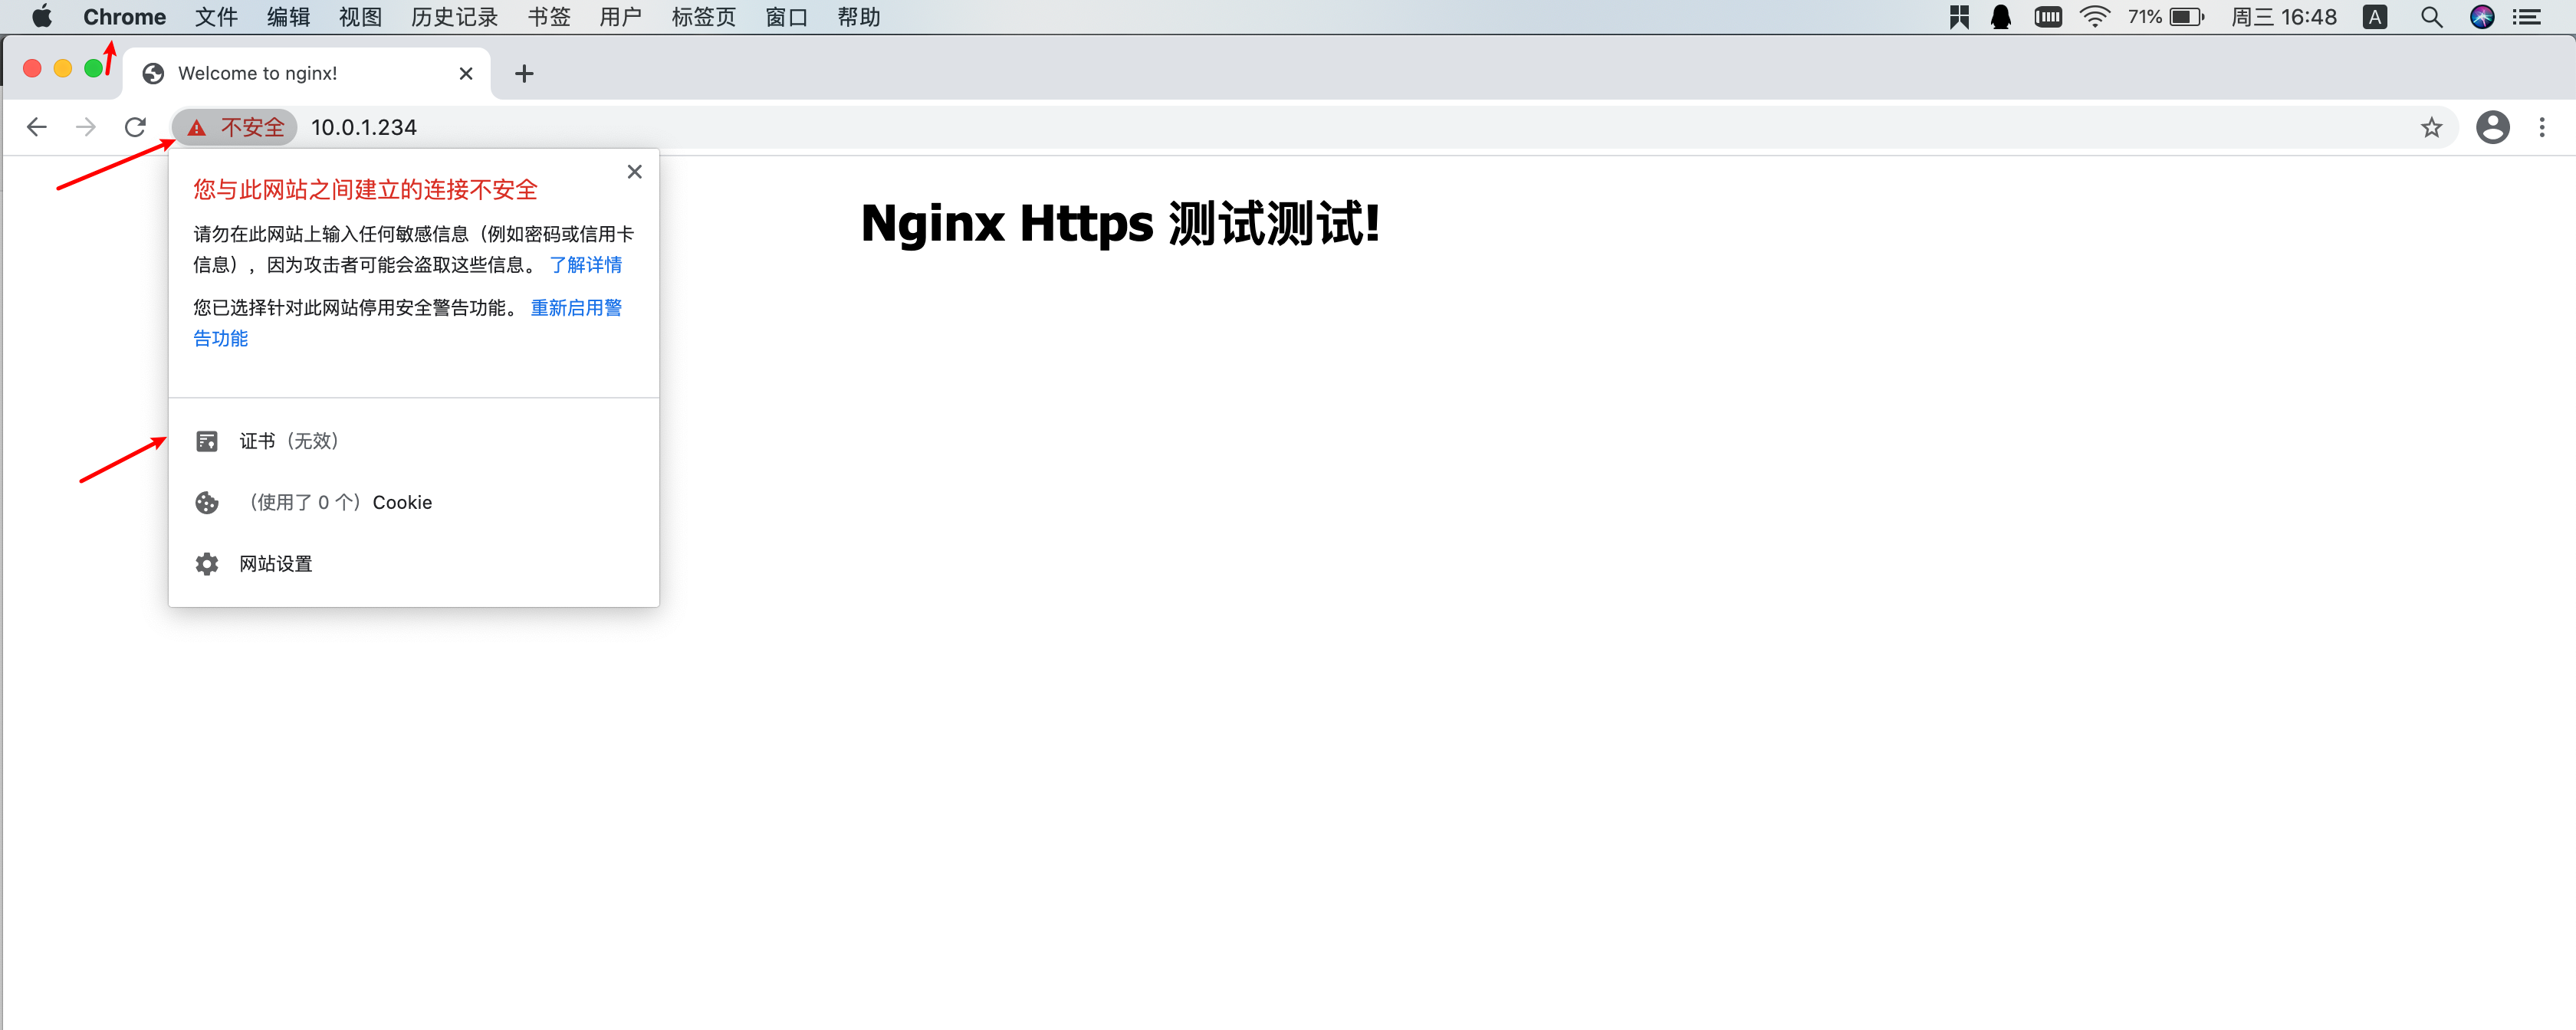 Chrome 文件 编辑 视图 历史记录 书签 用户 标签页 窗口 帮助 71% 周三 16:48 A
Welcome to nginx!
不安全 10.0.1.234
您与此网站之间建立的连接不安全
请勿在此网站上输入任何敏感信息（例如密码或信用卡
信息），因为攻击者可能会盗取这些信息。 了解详情
您已选择针对此网站停用安全警告功能。 重新启用警
告功能
证书（无效）
（使用了 0 个）Cookie
网站设置
Nginx Https 测试测试!